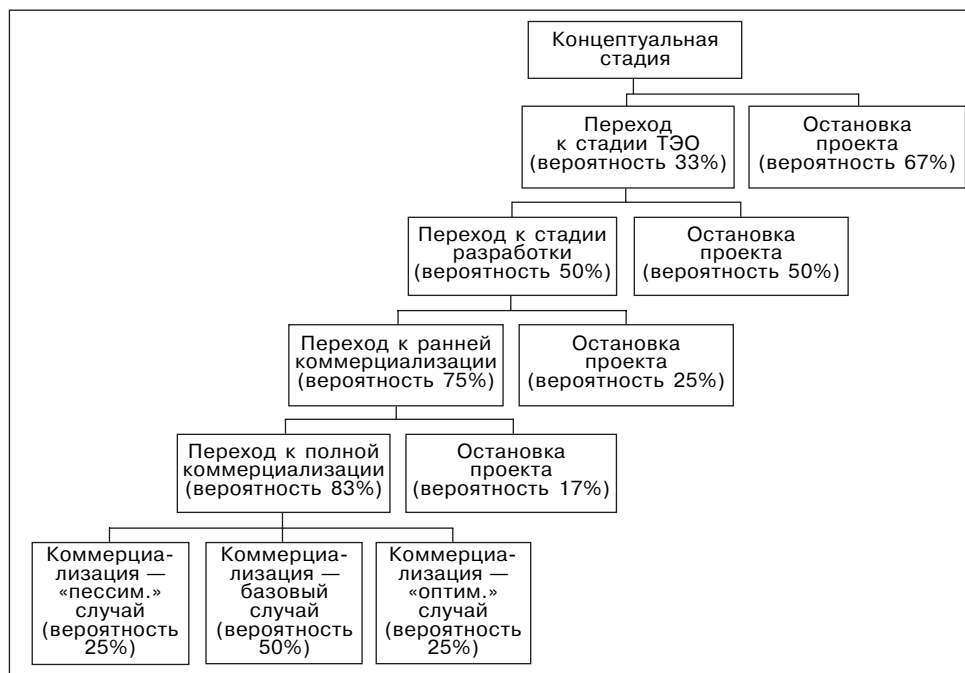 Концептуальная
стадия
Переход
к стадии ТЭО
(вероятность 33%)
Остановка
проекта
(вероятность 67%)
Переход к стадии
разработки
(вероятность 50%)
Остановка
проекта
(вероятность 50%)
Переход к ранней
коммерциализации
(вероятность 75%)
Остановка
проекта
(вероятность 25%)
Переход к полной
коммерциализации
(вероятность 83%)
Остановка
проекта
(вероятность 17%)
Коммерциа-
лизация —
«пессим.»
случай
(вероятность
25%)
Коммерциа-
лизация —
базовый
случай
(вероятность
50%)
Коммерциа-
лизация —
«оптим.»
случай
(вероятность
25%)